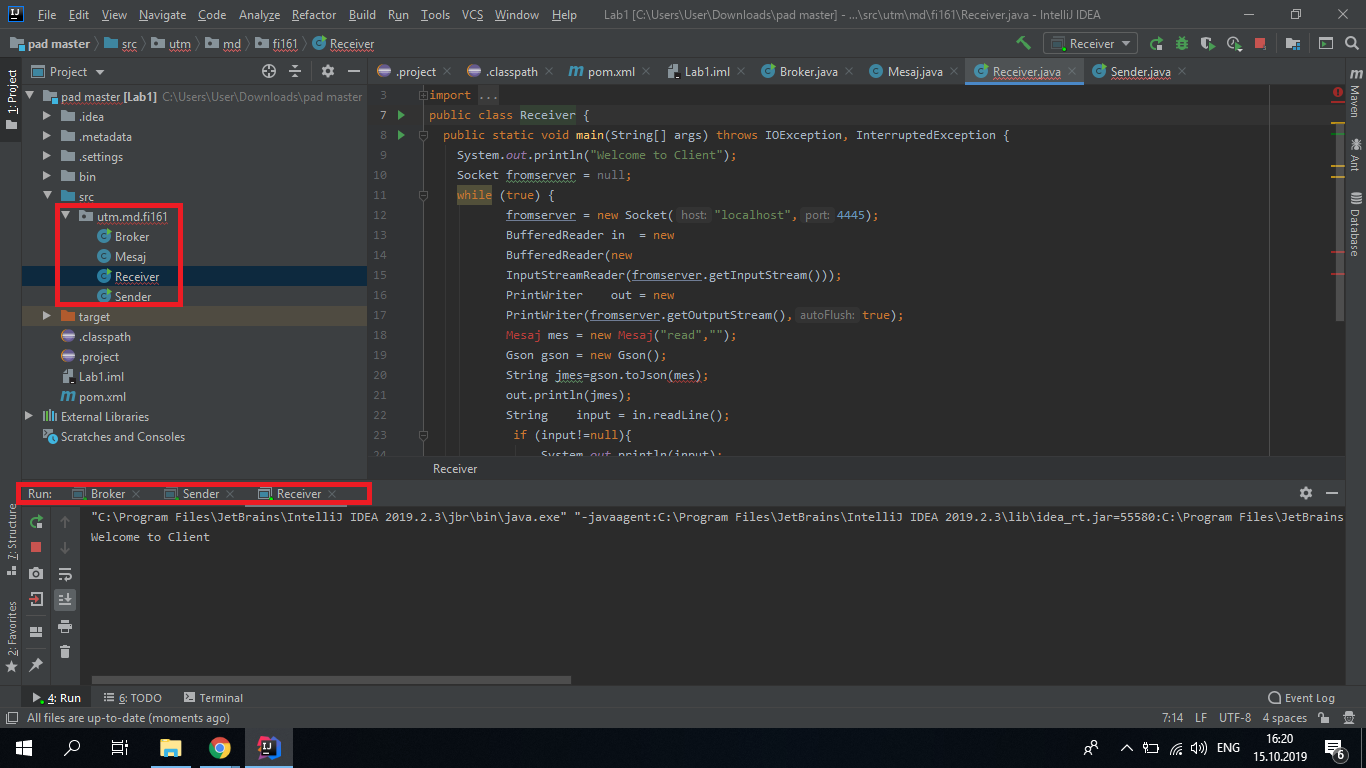 File Edit View Navigate Code Analyze Refactor Build Run Tools VCS Window Help Lab1 [C:\Users\User\Downloads\pad master] - ...\src\utm\md\fi161\Receiver.java - IntelliJ IDEA
pad master src utm md fi161 Receiver Receiver
Project .project .classpath pom.xml Lab1.iml Broker.java Mesaj.java Receiver.java Sender.java
1: Project
Maven
Ant
Database
pad master [Lab1] C:\Users\User\Downloads\pad master
.idea
.metadata
.settings
bin
src
utm.md.fi161
Broker
Mesaj
Receiver
Sender
target
.classpath
.project
Lab1.iml
pom.xml
External Libraries
Scratches and Consoles
3 import ...
7 public class Receiver {
8 public static void main(String[] args) throws IOException, InterruptedException {
9 System.out.println("Welcome to Client");
10 Socket fromserver = null;
11 while (true) {
12 fromserver = new Socket( host: "localhost", port: 4445);
13 BufferedReader in = new
14 BufferedReader(new
15 InputStreamReader(fromserver.getInputStream()));
16 PrintWriter out = new
17 PrintWriter(fromserver.getOutputStream(), autoFlush: true);
18 Mesaj mes = new Mesaj("read","");
19 Gson gson = new Gson();
20 String jmes=gson.toJson(mes);
21 out.println(jmes);
22 String input = in.readLine();
23 if (input!=null){
24 System.out.println(input);
Receiver
Run: Broker Sender Receiver
7: Structure
2: Favorites
"C:\Program Files\JetBrains\IntelliJ IDEA 2019.2.3\jbr\bin\java.exe" "-javaagent:C:\Program Files\JetBrains\IntelliJ IDEA 2019.2.3\lib\idea_rt.jar=55580:C:\Program Files\JetBrains
Welcome to Client
4: Run 6: TODO Terminal Event Log
All files are up-to-date (moments ago) 7:14 LF UTF-8 4 spaces
ENG 16:20
15.10.2019
6